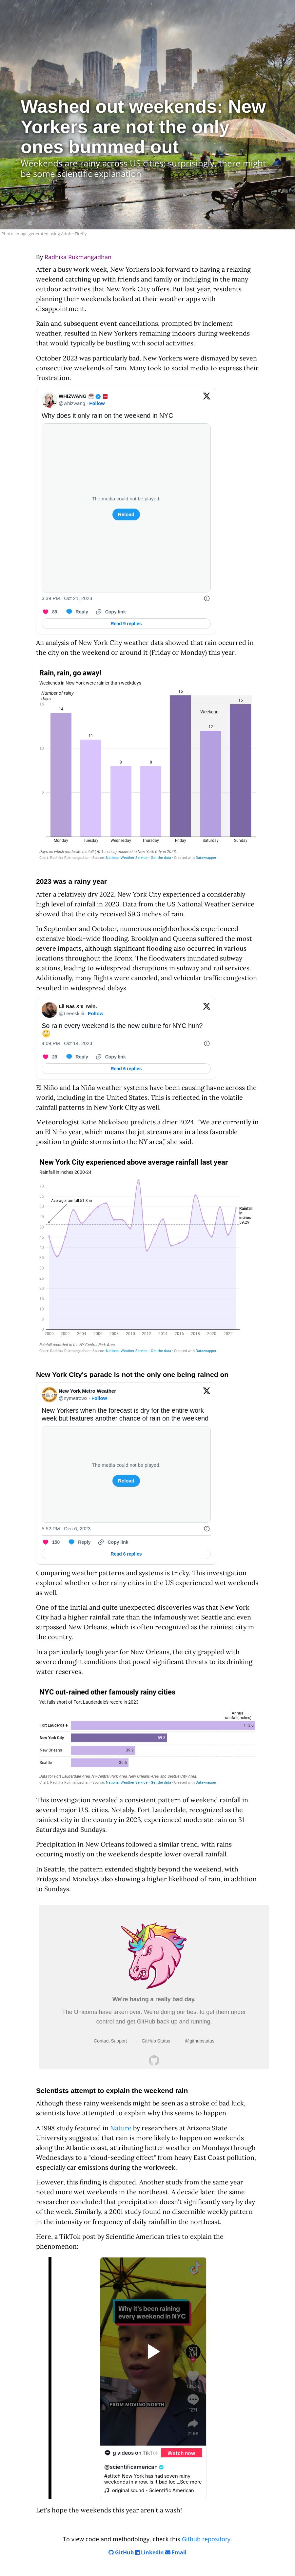 Washed out weekends: New
Yorkers are not the only
ones bummed out
Weekends are rainy across US cities; surprisingly, there might
be some scientific explanation
Photo: Image generated using Adobe Firefly
By Radhika Rukmangadhan
After a busy work week, New Yorkers look forward to having a relaxing
weekend catching up with friends and family or indulging in the many
outdoor activities that New York City offers. But last year, residents
planning their weekends looked at their weather apps with
disappointment.
Rain and subsequent event cancellations, prompted by inclement
weather, resulted in New Yorkers remaining indoors during weekends
that would typically be bustling with social activities.
October 2023 was particularly bad. New Yorkers were dismayed by seven
consecutive weekends of rain. Many took to social media to express their
frustration.
WHIZWANG
@whizwang · Follow
Why does it only rain on the weekend in NYC
The media could not be played.
Reload
3:38 PM · Oct 21, 2023
89 Reply Copy link
Read 9 replies
An analysis of New York City weather data showed that rain occurred in
the city on the weekend or around it (Friday or Monday) this year.
Rain, rain, go away!
Weekends in New York were rainier than weekdays
Number of rainy
days
16
15
14
15
Weekend
12
11
10
8
8
5
Monday Tuesday Wednesday Thursday Friday Saturday Sunday
Days on which moderate rainfall (>0.1 inches) occurred in New York City in 2023.
Chart: Radhika Rukmangadhan • Source: National Weather Service • Get the data • Created with Datawrapper
2023 was a rainy year
After a relatively dry 2022, New York City experienced a considerably
high level of rainfall in 2023. Data from the US National Weather Service
showed that the city received 59.3 inches of rain.
In September and October, numerous neighborhoods experienced
extensive block-wide flooding. Brooklyn and Queens suffered the most
severe impacts, although significant flooding also occurred in various
locations throughout the Bronx. The floodwaters inundated subway
stations, leading to widespread disruptions in subway and rail services.
Additionally, many flights were canceled, and vehicular traffic congestion
resulted in widespread delays.
Lil Nas X's Twin.
Follow
So rain every weekend is the new culture for NYC huh?
🙄
4:09 PM · Oct 14, 2023
29 Reply Copy link
Read 6 replies
El Niño and La Niña weather systems have been causing havoc across the
world, including in the United States. This is reflected in the volatile
rainfall patterns in New York City as well.
Meteorologist Katie Nickolaou predicts a drier 2024. “We are currently in
an El Niño year, which means the jet streams are in a less favorable
position to guide storms into the NY area,” she said.
New York City experienced above average rainfall last year
Rainfall in inches 2000-24
70
65
60
Average rainfall 51.3 in
Rainfall
in
inches
59.29
55
50
45
40
35
30
25
20
15
10
5
0
2000 2002 2004 2006 2008 2010 2012 2014 2016 2018 2020 2022
Rainfall recorded in the NY-Central Park Area
Chart: Radhika Rukmangadhan • Source: National Weather Service • Get the data • Created with Datawrapper
New York City's parade is not the only one being rained on
New York Metro Weather
@nymetrowx · Follow
New Yorkers when the forecast is dry for the entire work
week but features another chance of rain on the weekend
The media could not be played.
Reload
5:52 PM · Dec 6, 2023
150 Reply Copy link
Read 6 replies
Comparing weather patterns and systems is tricky. This investigation
explored whether other rainy cities in the US experienced wet weekends
as well.
One of the initial and quite unexpected discoveries was that New York
City had a higher rainfall rate than the infamously wet Seattle and even
surpassed New Orleans, which is often recognized as the rainiest city in
the country.
In a particularly tough year for New Orleans, the city grappled with
severe drought conditions that posed significant threats to its drinking
water reserves.
NYC out-rained other famously rainy cities
Yet falls short of Fort Lauderdale's record in 2023
Annual
rainfall(inches)
Fort Lauderdale 113.6
New York City 59.3
New Orleans 39.9
Seattle
Data for Fort Lauderdale Area, NY-Central Park Area, New Orleans Area, and Seattle City Area.
Chart: Radhika Rukmangadhan • Source: National Weather Service • Get the data • Created with Datawrapper
This investigation revealed a consistent pattern of weekend rainfall in
several major U.S. cities. Notably, Fort Lauderdale, recognized as the
rainiest city in the country in 2023, experienced moderate rain on 31
Saturdays and Sundays.
Precipitation in New Orleans followed a similar trend, with rains
occuring mostly on the weekends despite lower overall rainfall.
In Seattle, the pattern extended slightly beyond the weekend, with
Fridays and Mondays also showing a higher likelihood of rain, in addition
to Sundays.
We're having a really bad day.
The Unicorns have taken over. We're doing our best to get them under
control and get GitHub back up and running.
Contact Support — GitHub Status — @githubstatus
Scientists attempt to explain the weekend rain
Although these rainy weekends might be seen as a stroke of bad luck,
scientists have attempted to explain why this seems to happen.
A 1998 study featured in Nature by researchers at Arizona State
University suggested that rain is more likely to happen on weekends
along the Atlantic coast, attributing better weather on Mondays through
Wednesdays to a "cloud-seeding effect" from heavy East Coast pollution,
especially car emissions during the workweek.
However, this finding is disputed. Another study from the same year
noted more wet weekends in the northeast. A decade later, the same
researcher concluded that precipitation doesn't significantly vary by day
of the week. Similarly, a 2001 study found no discernible weekly pattern
in the intensity or frequency of daily rainfall in the northeast.
Here, a TikTok post by Scientific American tries to explain the
phenomenon:
Why it's been raining
every weekend in NYC
FROM MOVING NORTH
g videos on TikTok
Watch now
@scientificamerican
#stitch New York has had seven rainy
weekends in a row. Is it bad luc ...See more
original sound - Scientific American
Let's hope the weekends this year aren't a wash!
To view code and methodology, check this Github repository.
GitHub LinkedIn Email